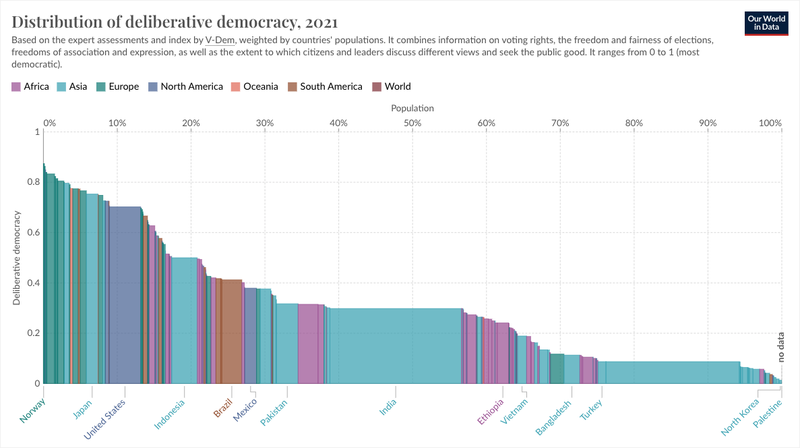 Distribution of deliberative democracy, 2021
Our World
in Data
Based on the expert assessments and index by V-Dem, weighted by countries' populations. It combines information on voting rights, the freedom and fairness of elections,
freedoms of association and expression, as well as the extent to which citizens and leaders discuss different views and seek the public good. It ranges from 0 to 1 (most
democratic).
Africa Asia Europe North America Oceania South America World
Population
0% 10% 20% 30% 40% 50% 60% 70% 80% 90% 100%
1
0.8
0.6
0.4
0.2
0
Deliberative democracy
no data
Norway
Japan
United States
Indonesia
Brazil
Mexico
Pakistan
India
Ethiopia
Vietnam
Bangladesh
Turkey
North Korea
Palestine